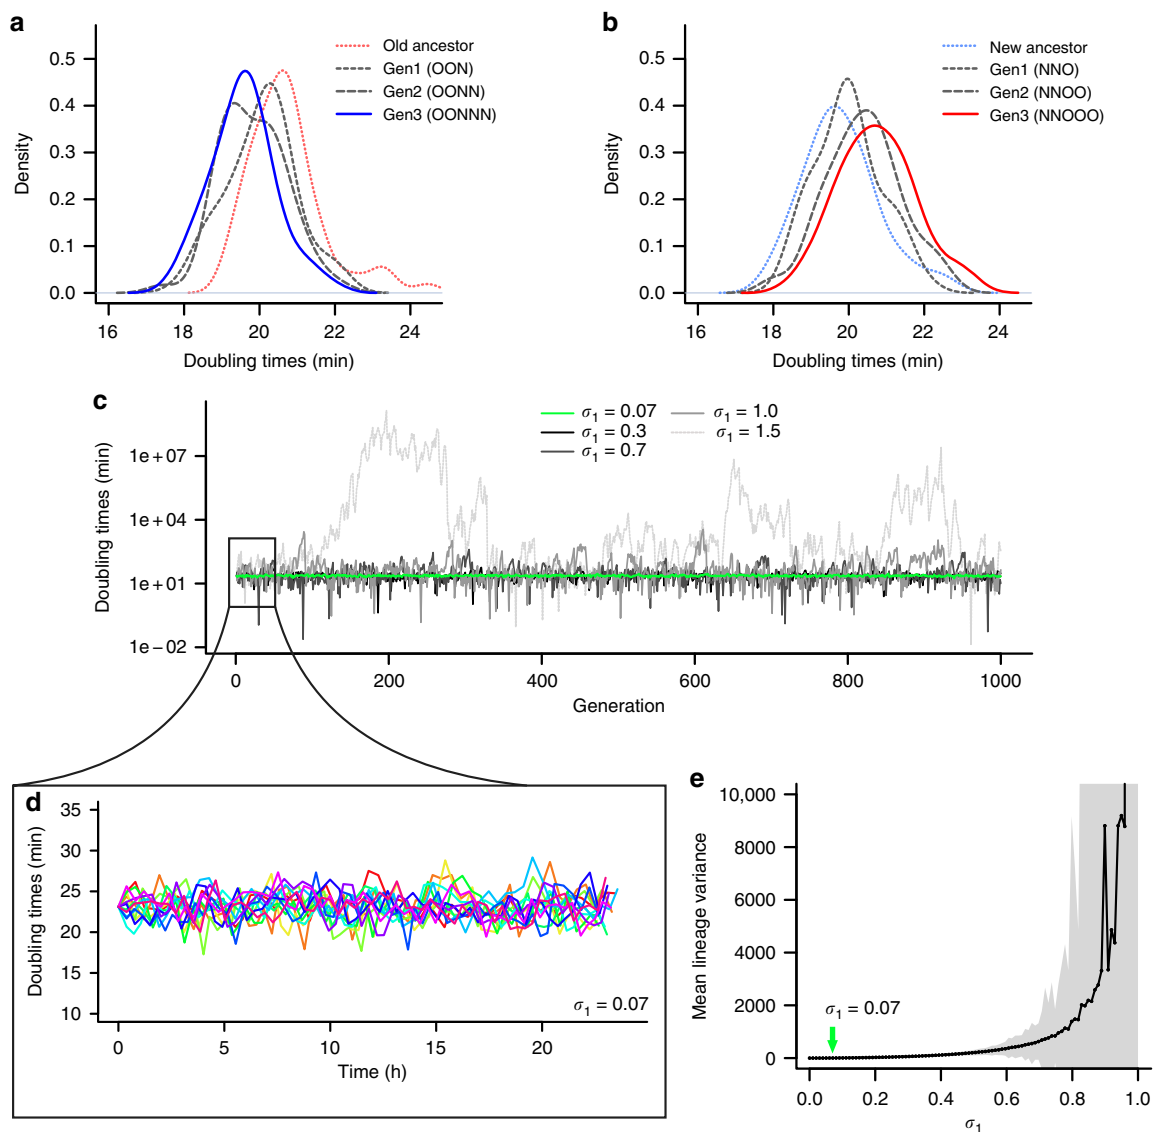 a
Old ancestor
Gen1 (OON)
Gen2 (OONN)
Gen3 (OONNN)
0.5
0.4
0.3
0.2
0.1
0.0
Density
16 18 20 22 24
Doubling times (min)
b
New ancestor
Gen1 (NNO)
Gen2 (NNOO)
Gen3 (NNOOO)
0.5
0.4
0.3
0.2
0.1
0.0
Density
16 18 20 22 24
Doubling times (min)
c
σ1 = 0.07
σ1 = 0.3
σ1 = 0.7
σ1 = 1.0
σ1 = 1.5
1e+07
1e+04
1e+01
1e−02
Doubling times (min)
0 200 400 600 800 1000
Generation
d
35
30
25
20
15
10
Doubling times (min)
σ1 = 0.07
0 5 10 15 20
Time (h)
e
10,000
8000
6000
4000
2000
0
Mean lineage variance
σ1 = 0.07
0.0 0.2 0.4 0.6 0.8 1.0
σ1